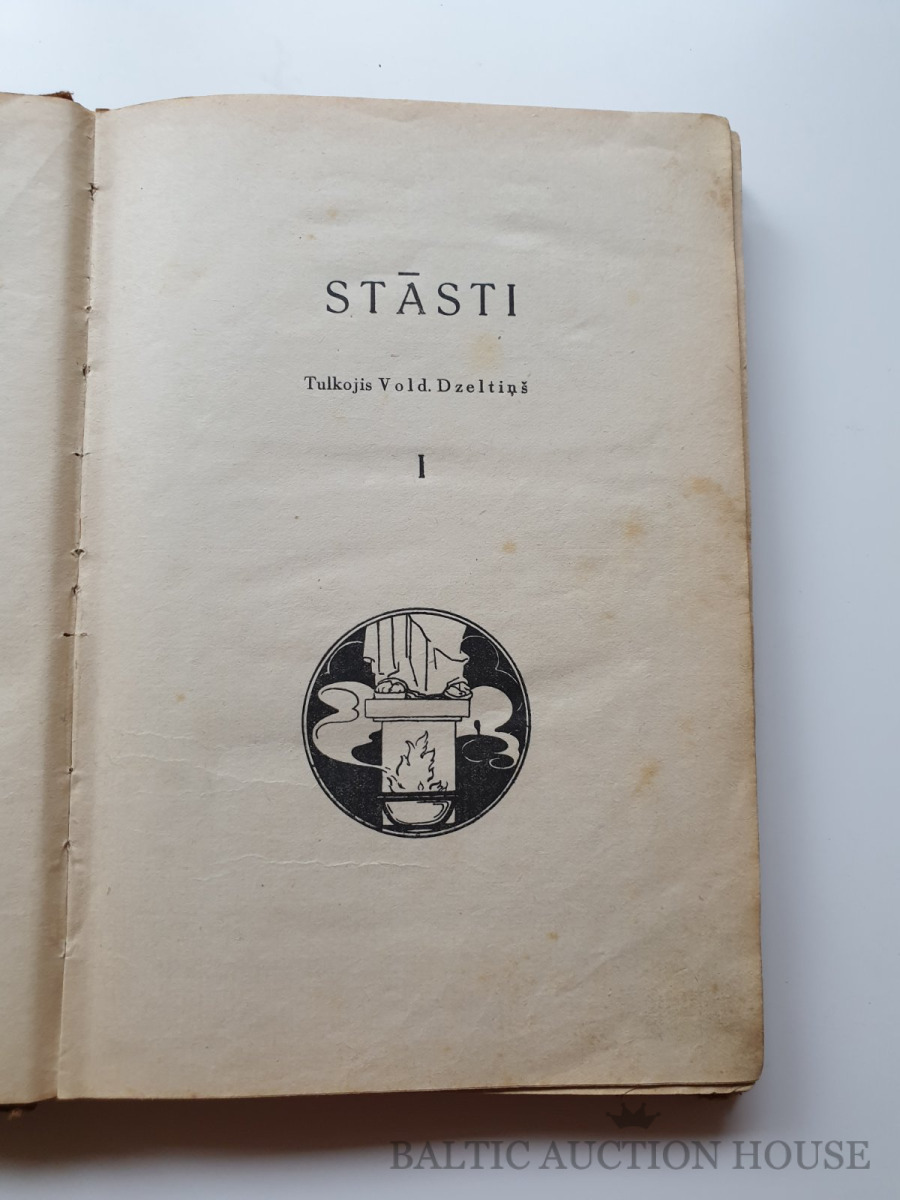 STĀSTI
Tulkojis Vold. Dzeltiņš
I
BALTIC AUCTION HOUSE